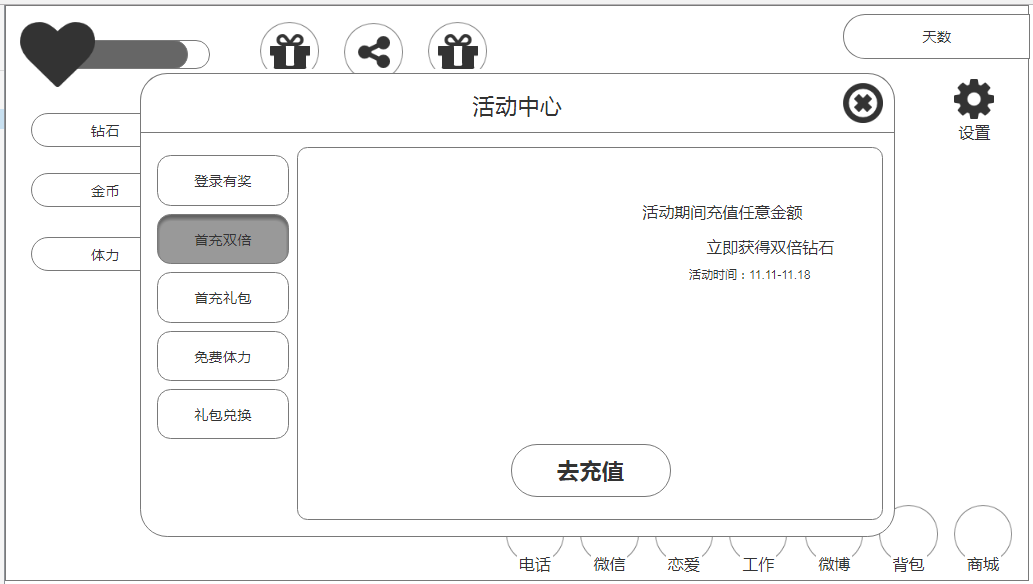 天数
活动中心
设置
钻石
金币
体力
登录有奖
首充双倍
首充礼包
免费体力
礼包兑换
活动期间充值任意金额
立即获得双倍钻石
活动时间：11.11-11.18
去充值
电话
微信
恋爱
工作
微博
背包
商城